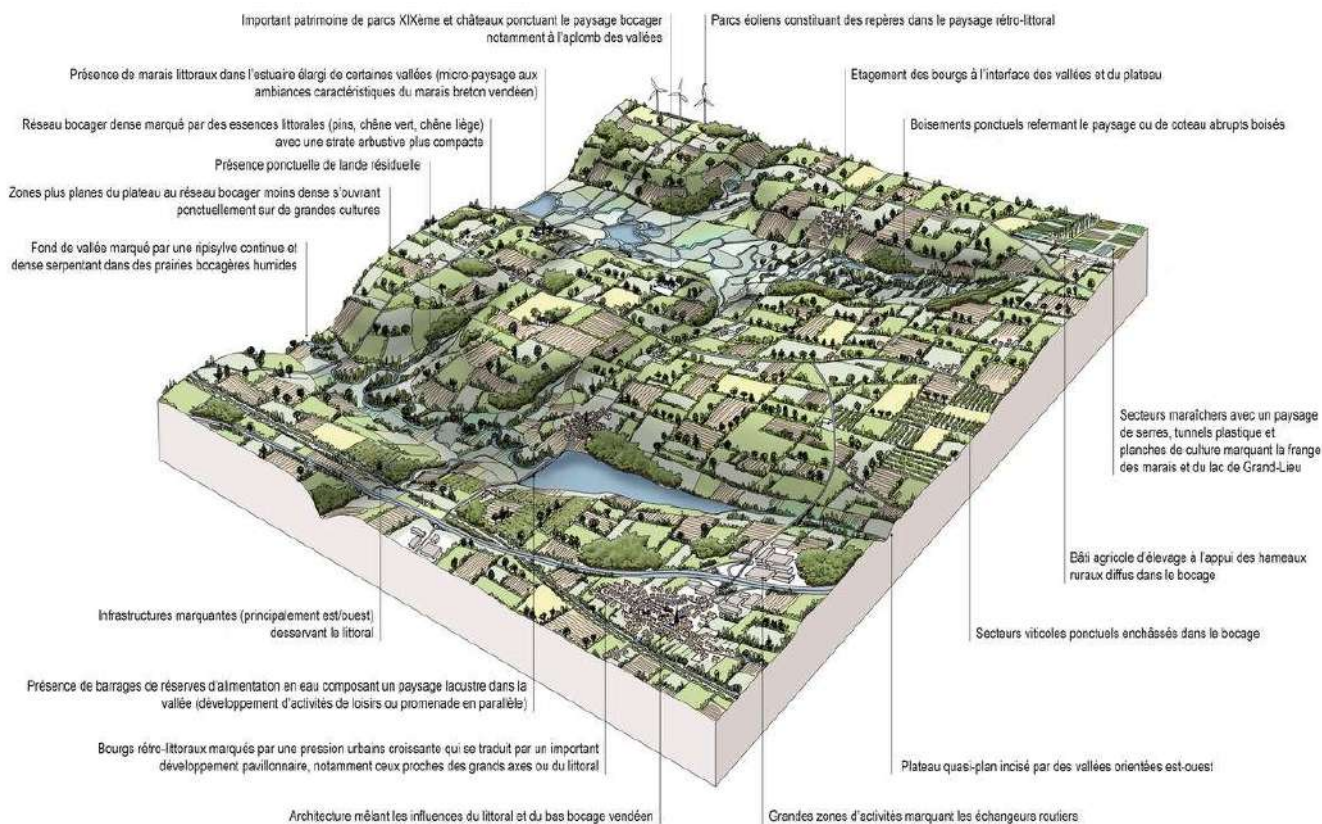 Important patrimoine de parcs XIXème et châteaux ponctuant le paysage bocager
notamment à l'aplomb des vallées
Parcs éoliens constituant des repères dans le paysage rétro-littoral
Présence de marais littoraux dans l'estuaire élargi de certaines vallées (micro-paysage aux
ambiances caractéristiques du marais breton vendéen)
Etagement des bourgs à l'interface des vallées et du plateau
Réseau bocager dense marqué par des essences littorales (pins, chêne vert, chêne liège)
avec une strate arbustive plus compacte
Boisements ponctuels refermant le paysage ou de coteau abrupts boisés
Présence ponctuelle de lande résiduelle
Zones plus planes du plateau au réseau bocager moins dense s'ouvrant
ponctuellement sur de grandes cultures
Fond de vallée marqué par une ripisylve continue et
dense serpentant dans des prairies bocagères humides
Secteurs maraîchers avec un paysage
de serres, tunnels plastique et
planches de culture marquant la frange
des marais et du lac de Grand-Lieu
Bâti agricole d'élevage à l'appui des hameaux
ruraux diffus dans le bocage
Infrastructures marquantes (principalement est/ouest)
desservant le littoral
Secteurs viticoles ponctuels enchâssés dans le bocage
Présence de barrages de réserves d'alimentation en eau composant un paysage lacustre dans la
vallée (développement d'activités de loisirs ou promenade en parallèle)
Bourgs rétro-littoraux marqués par une pression urbains croissante qui se traduit par un important
développement pavillonnaire, notamment ceux proches des grands axes ou du littoral
Plateau quasi-plan incisé par des vallées orientées est-ouest
Architecture mêlant les influences du littoral et du bas bocage vendéen
Grandes zones d'activités marquant les échangeurs routiers